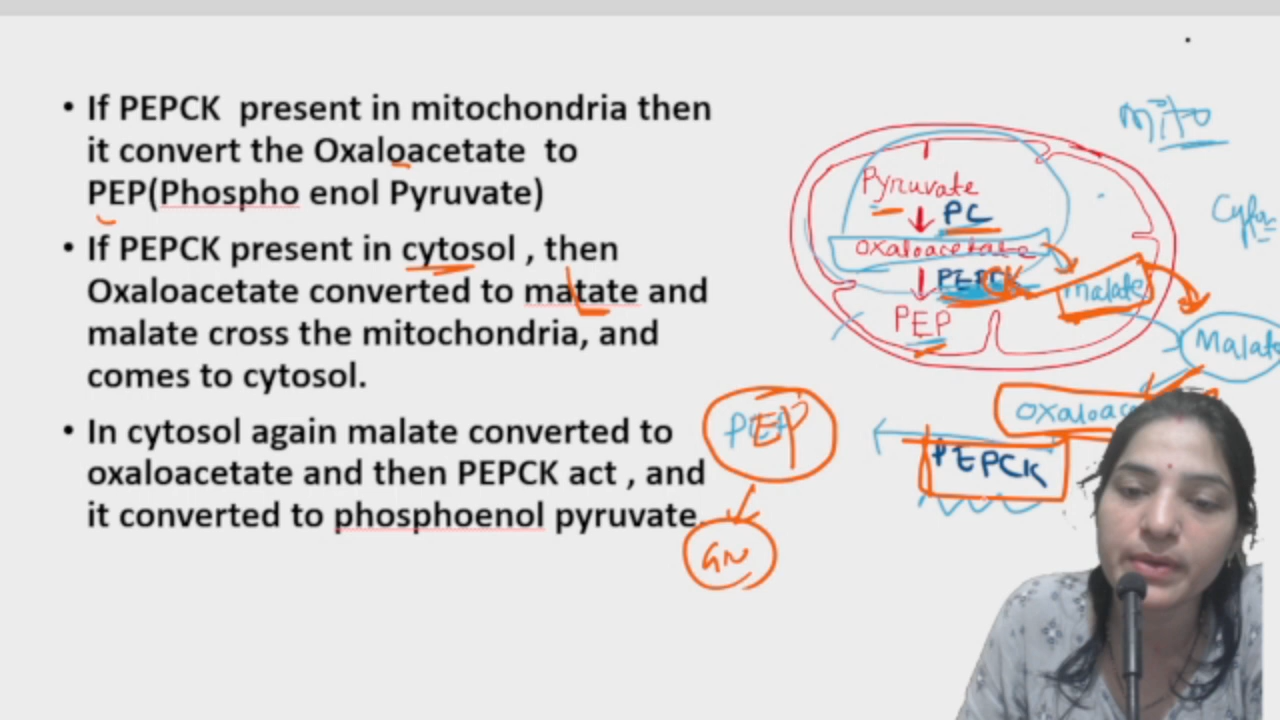 • If PEPCK present in mitochondria then
it convert the Oxaloacetate to
PEP(Phospho enol Pyruvate)
• If PEPCK present in cytosol , then
Oxaloacetate converted to matate and
malate cross the mitochondria, and
comes to cytosol.
• In cytosol again malate converted to
oxaloacetate and then PEPCK act , and
it converted to phosphoenol pyruvate.
Mito
Pyruvate
PC
oxaloacetate
PEPCK
malate
PEP
Malate
oxaloac
PEP
PEPCK